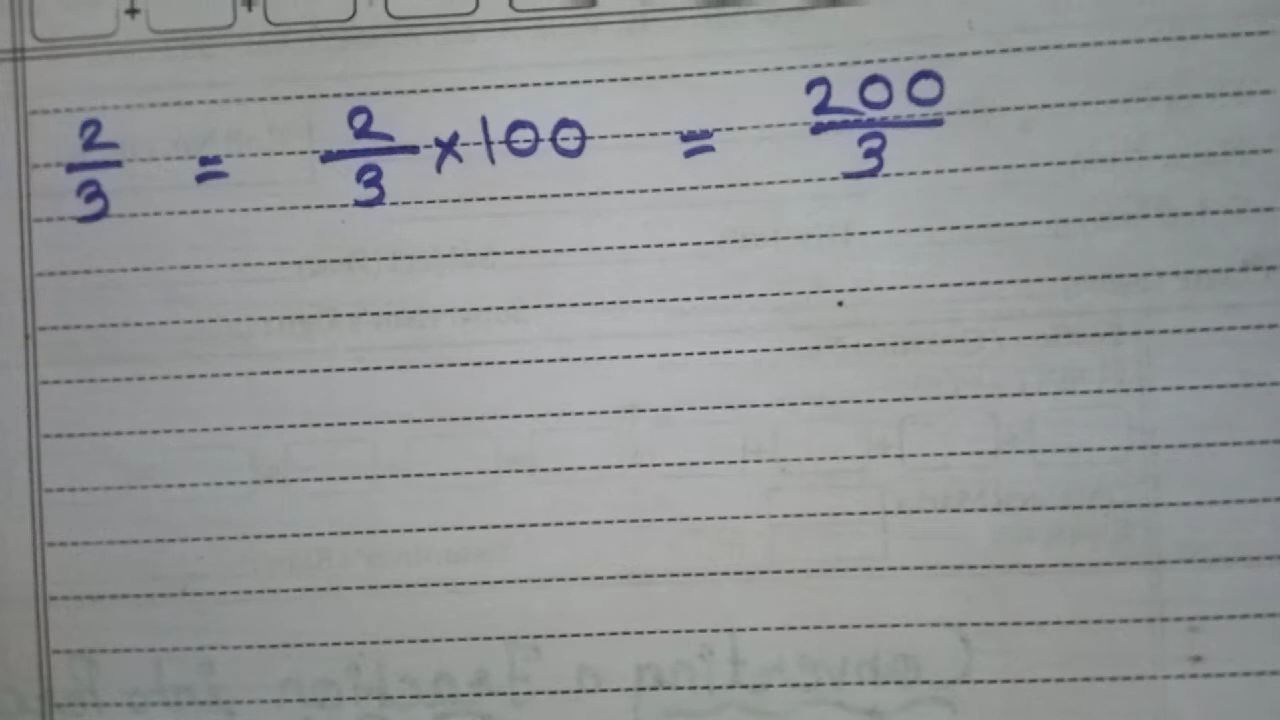 2/3 = 2/3 × 100 = 200/3